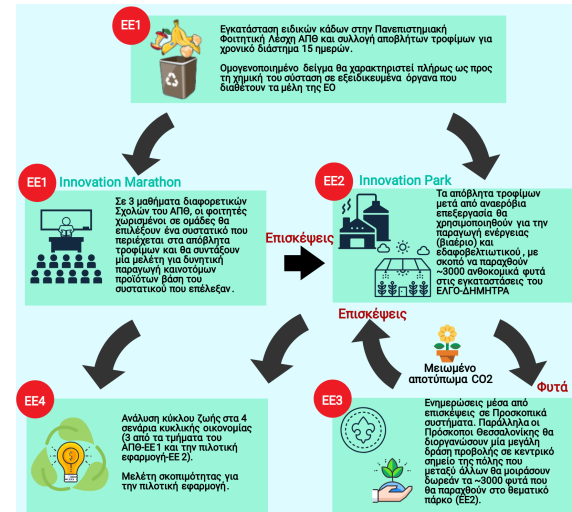 ΕΕ1
Εγκατάσταση ειδικών κάδων στην Πανεπιστημιακή
Φοιτητική Λέσχη ΑΠΘ και συλλογή αποβλήτων τροφίμων για
χρονικό διάστημα 15 ημερών.
Ομογενοποιημένο δείγμα θα χαρακτηριστεί πλήρως ως προς
τη χημική του σύσταση σε εξειδικευμένα όργανα που
διαθέτουν τα μέλη της ΕΟ
ΕΕ1
Innovation Marathon
Σε 3 μαθήματα διαφορετικών
Σχολών του ΑΠΘ, οι φοιτητές
χωρισμένοι σε ομάδες θα
επιλέξουν ένα συστατικό που
περιέχεται στα απόβλητα
τροφίμων και θα συντάξουν
μία μελέτη για δυνητική
παραγωγή καινοτόμων
προϊότων βάση του
συστατικού που επέλεξαν.
Επισκέψεις
ΕΕ2
Innovation Park
Τα απόβλητα τροφίμων
μετά από αναερόβια
επεξεργασία θα
χρησιμοποιηθούν για την
παραγωγή ενέργειας
(βιαέριο) και
εδαφοβελτιωτικού, με
σκοπό να παραχθούν
~3000 ανθοκομικά φυτά
στις εγκαταστάσεις του
ΕΛΓΟ-ΔΗΜΗΤΡΑ
Επισκέψεις
Μειωμένο
αποτύπωμα CO2
Φυτά
ΕΕ4
Ανάλυση κύκλου ζωής στα 4
σενάρια κυκλικής οικονομίας
(3 από τα τμήματα του
ΑΠΘ-ΕΕ1 και την πιλοτική
εφαρμογή-ΕΕ 2).
Μελέτη σκοπιμότητας για
την πιλοτική εφαρμογή.
ΕΕ3
Ενημερώσεις μέσα από
επισκέψεις σε Προσκοπικά
συστήματα. Παράλληλα οι
Πρόσκοποι Θεσσαλονίκης θα
διοργανώσουν μία μεγάλη
δράση προβολής σε κεντρικό
σημείο της πόλης που
μεταξύ άλλων θα μοιράσουν
δωρεάν τα ~3000 φυτά που
θα παραχθούν στο θεματικό
πάρκο (ΕΕ2).